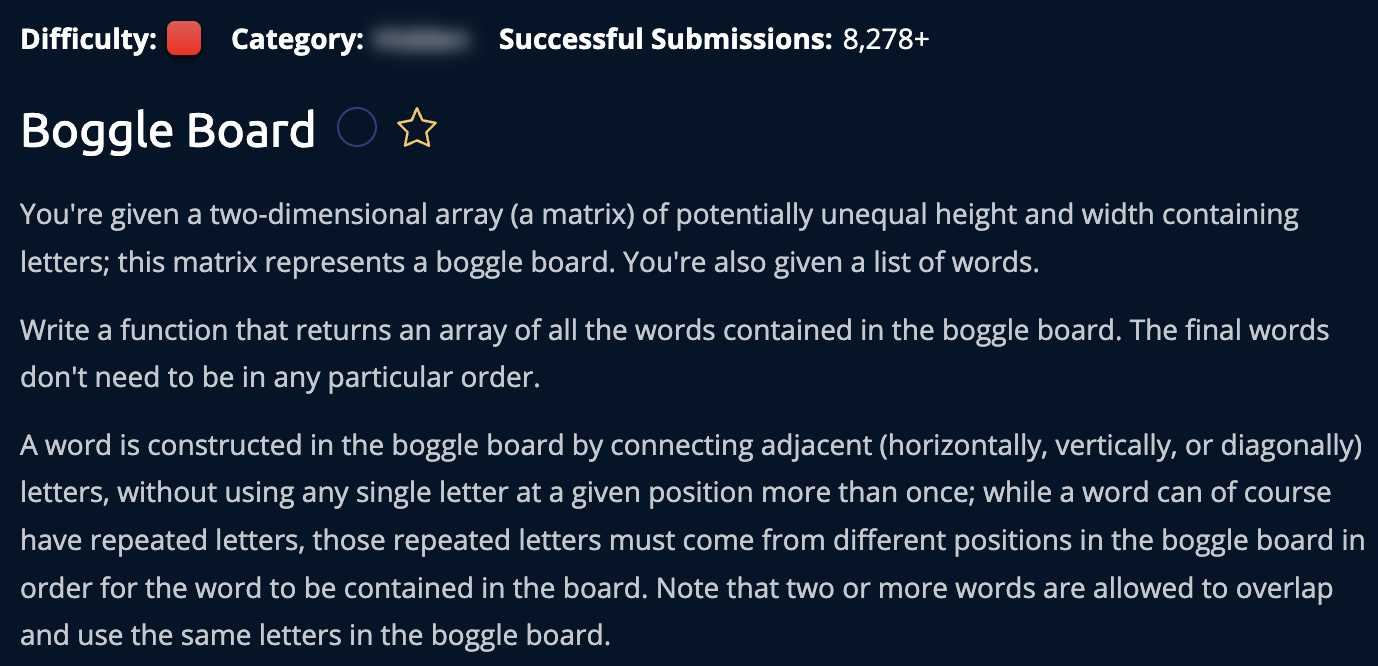 Difficulty: Category: Successful Submissions: 8,278+
Boggle Board
You're given a two-dimensional array (a matrix) of potentially unequal height and width containing
letters; this matrix represents a boggle board. You're also given a list of words.
Write a function that returns an array of all the words contained in the boggle board. The final words
don't need to be in any particular order.
A word is constructed in the boggle board by connecting adjacent (horizontally, vertically, or diagonally)
letters, without using any single letter at a given position more than once; while a word can of course
have repeated letters, those repeated letters must come from different positions in the boggle board in
order for the word to be contained in the board. Note that two or more words are allowed to overlap
and use the same letters in the boggle board.